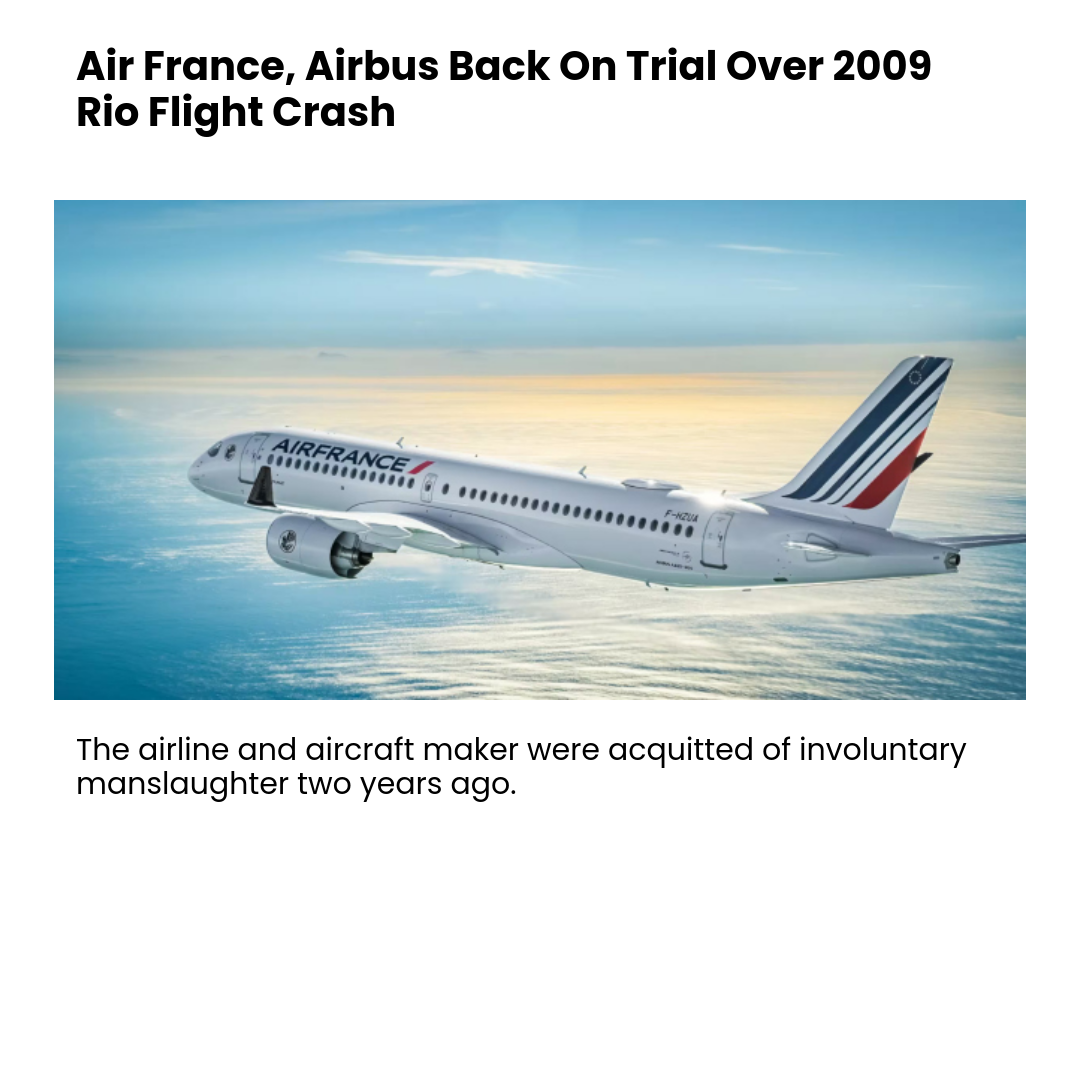 Air France, Airbus Back On Trial Over 2009
Rio Flight Crash
AIRFRANCE
F-HZUA
The airline and aircraft maker were acquitted of involuntary
manslaughter two years ago.